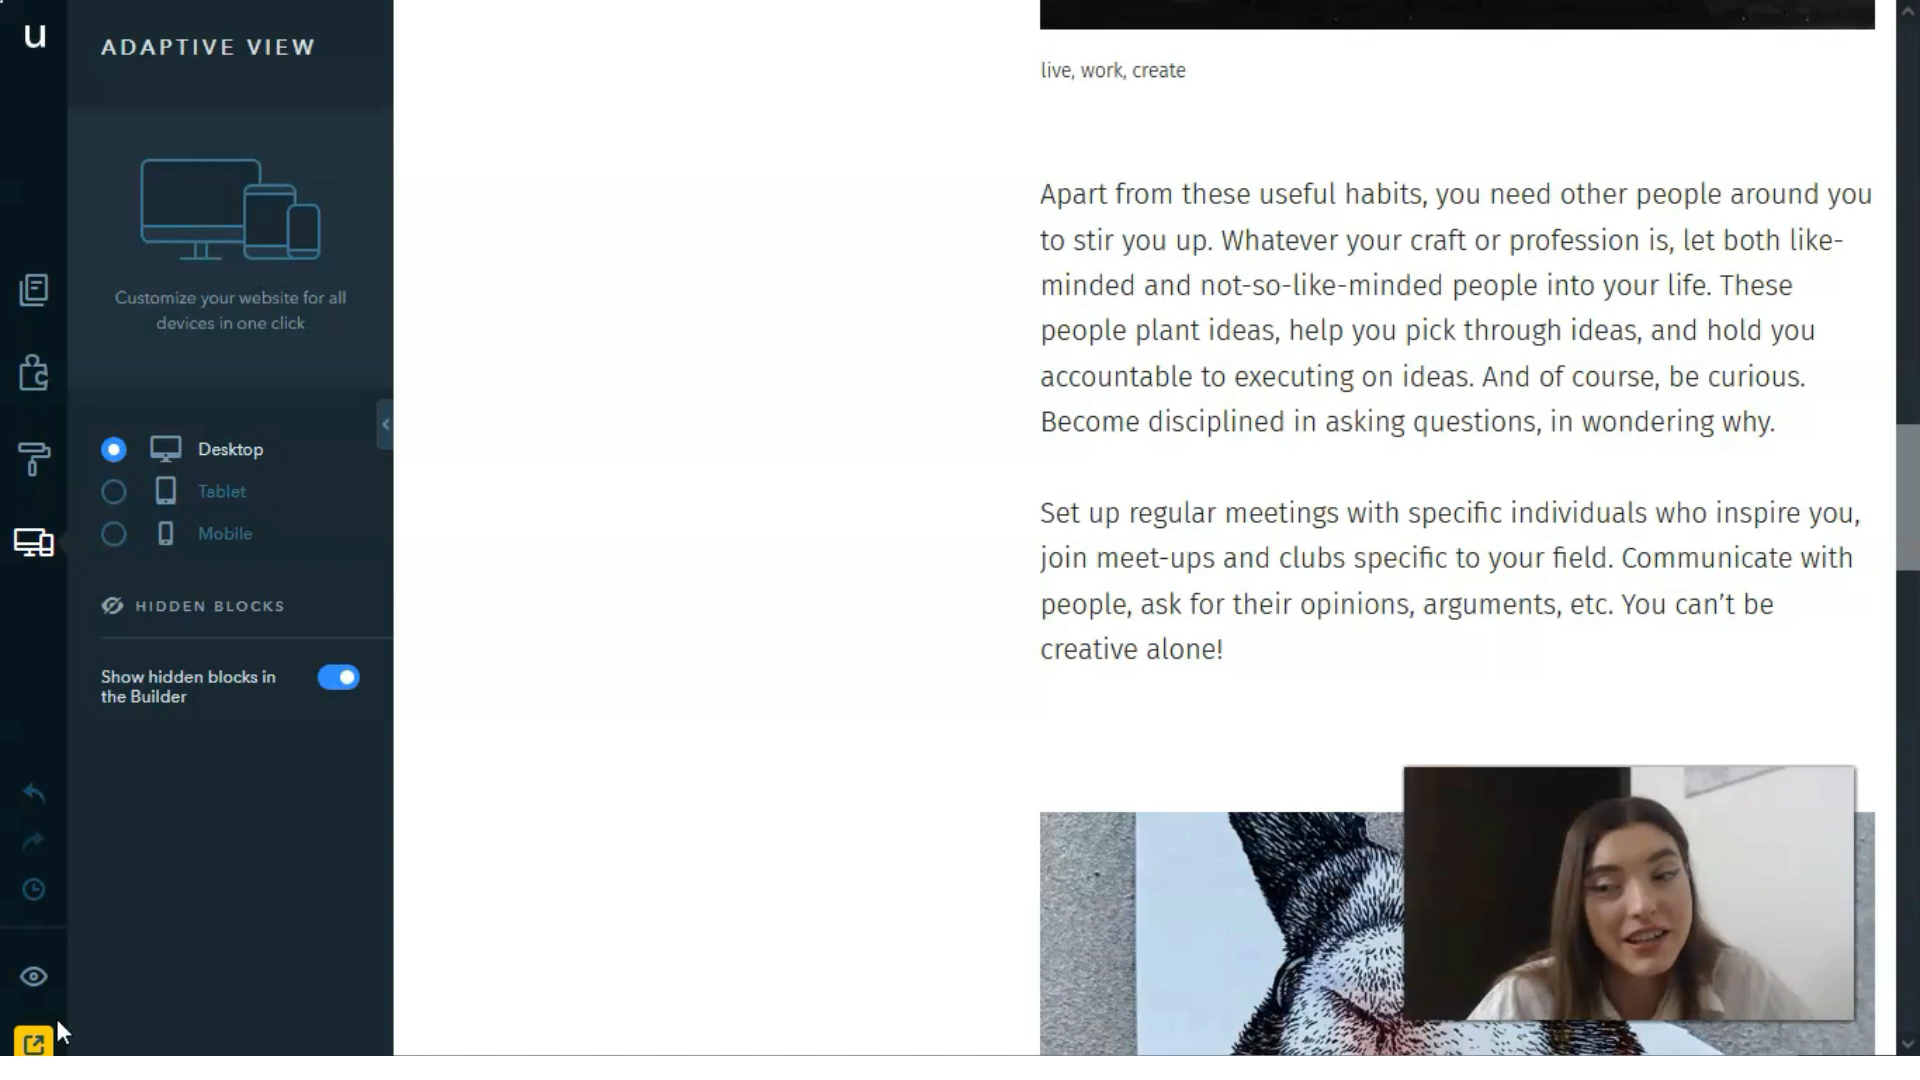 u
ADAPTIVE VIEW
Customize your website for all
devices in one click
Desktop
Tablet
Mobile
HIDDEN BLOCKS
Show hidden blocks in
the Builder
live, work, create
Apart from these useful habits, you need other people around you
to stir you up. Whatever your craft or profession is, let both like-
minded and not-so-like-minded people into your life. These
people plant ideas, help you pick through ideas, and hold you
accountable to executing on ideas. And of course, be curious.
Become disciplined in asking questions, in wondering why.
Set up regular meetings with specific individuals who inspire you,
join meet-ups and clubs specific to your field. Communicate with
people, ask for their opinions, arguments, etc. You can’t be
creative alone!